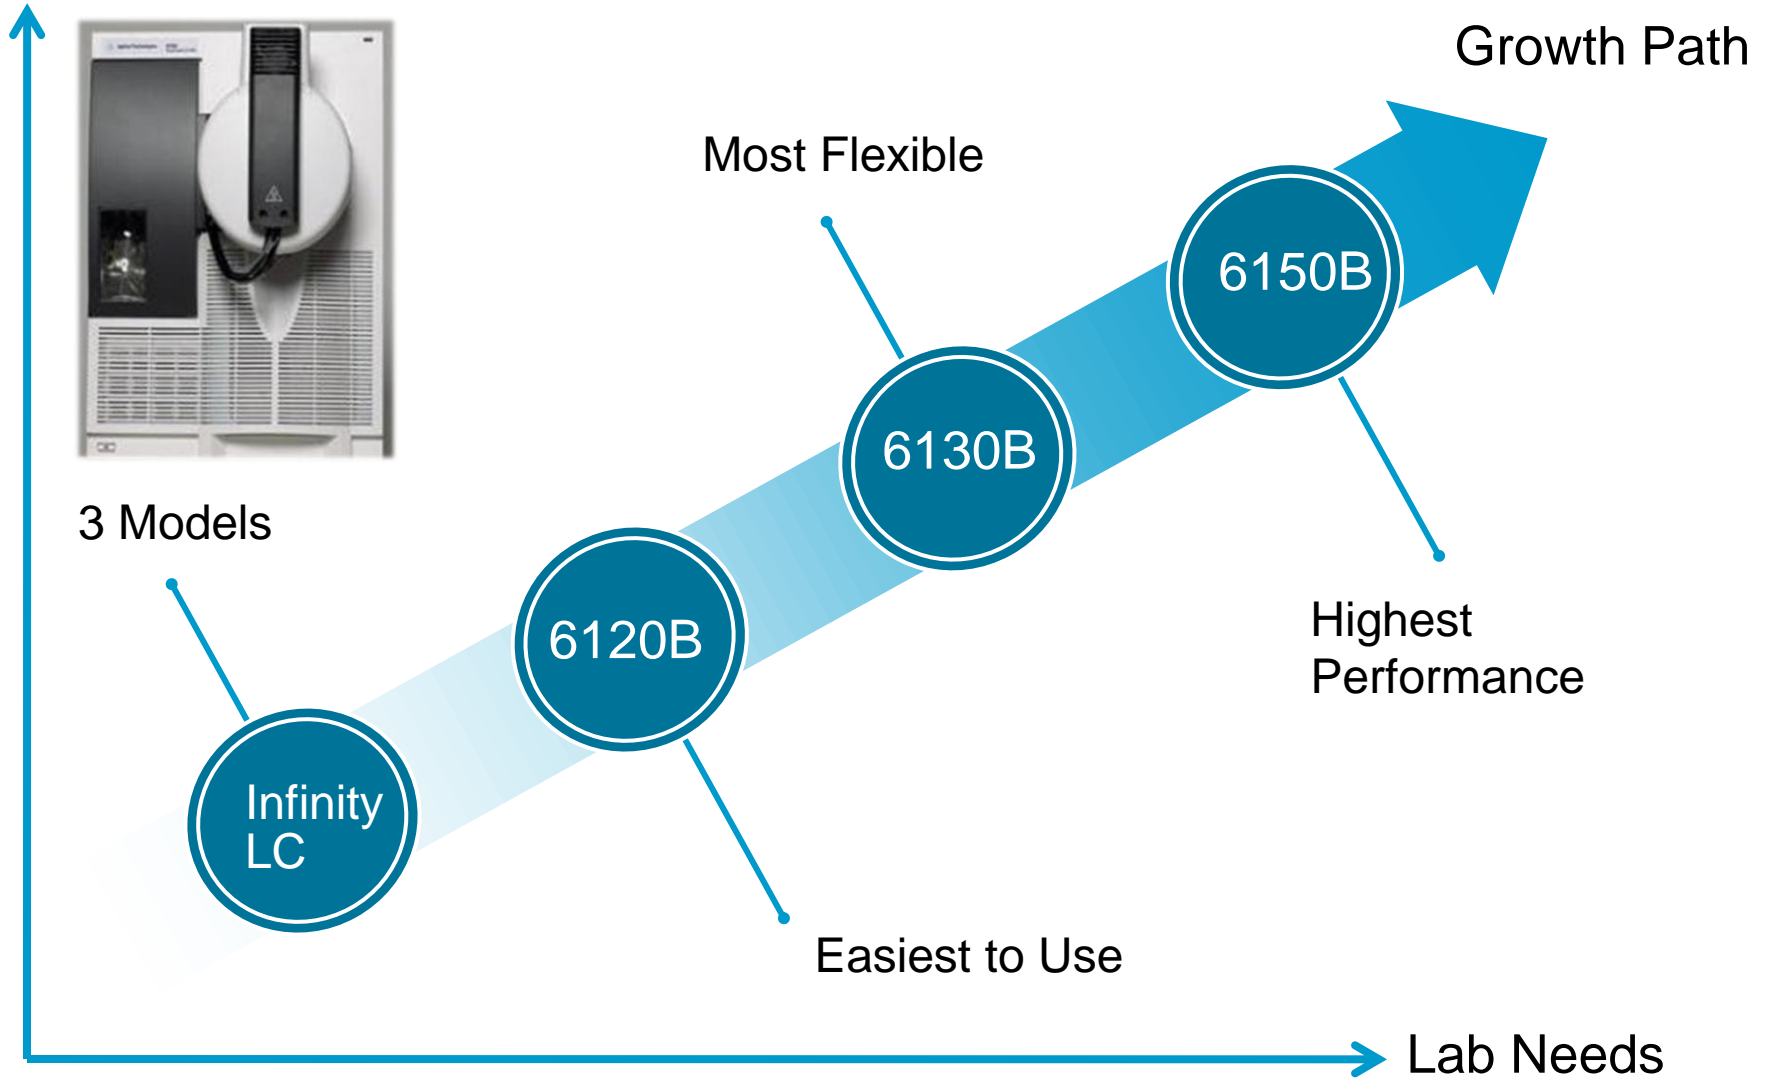 Growth Path
Most Flexible
6150B
6130B
3 Models
6120B
Highest
Performance
Infinity
LC
Easiest to Use
Lab Needs